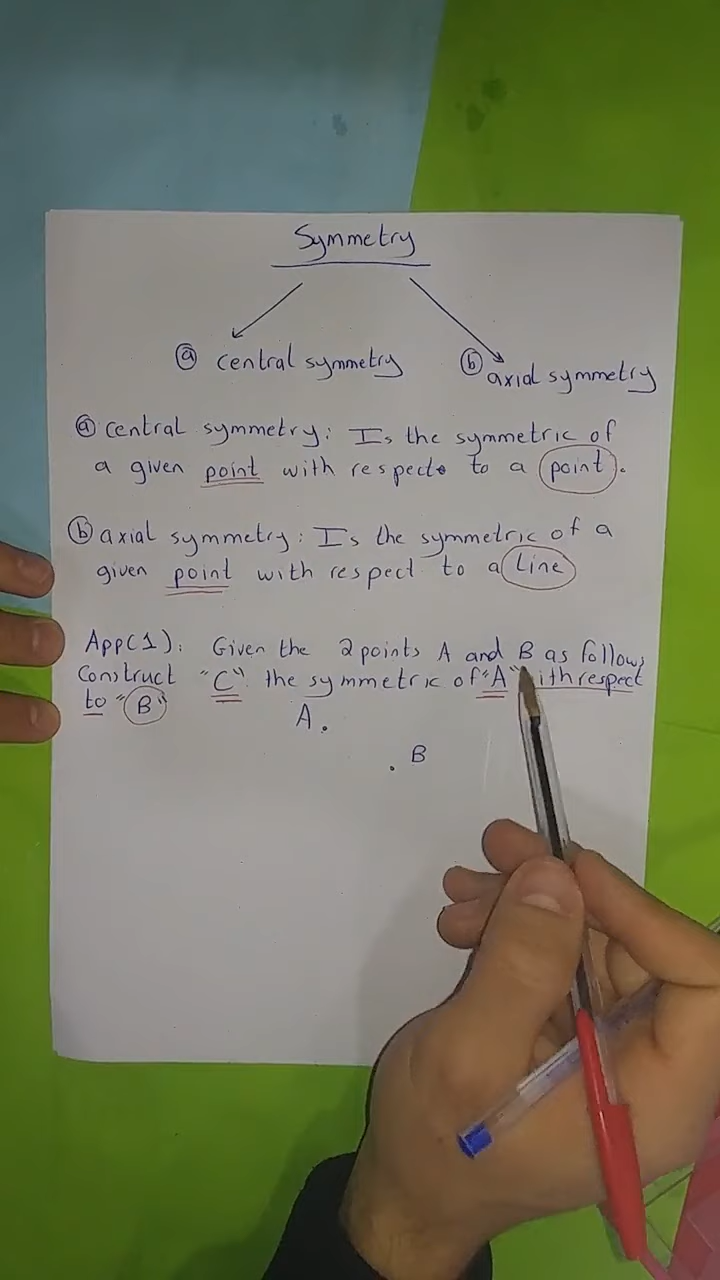 Symmetry
ⓐ central symmetry
ⓑ axial symmetry
ⓐ central symmetry: Is the symmetric of
a given point with respect to a point.
ⓑ axial symmetry: Is the symmetric of a
given point with respect to a Line
App(1): Given the 2 points A and B as follows
Construct "C" the symmetric of "A" with respect
to "B"
A.
. B